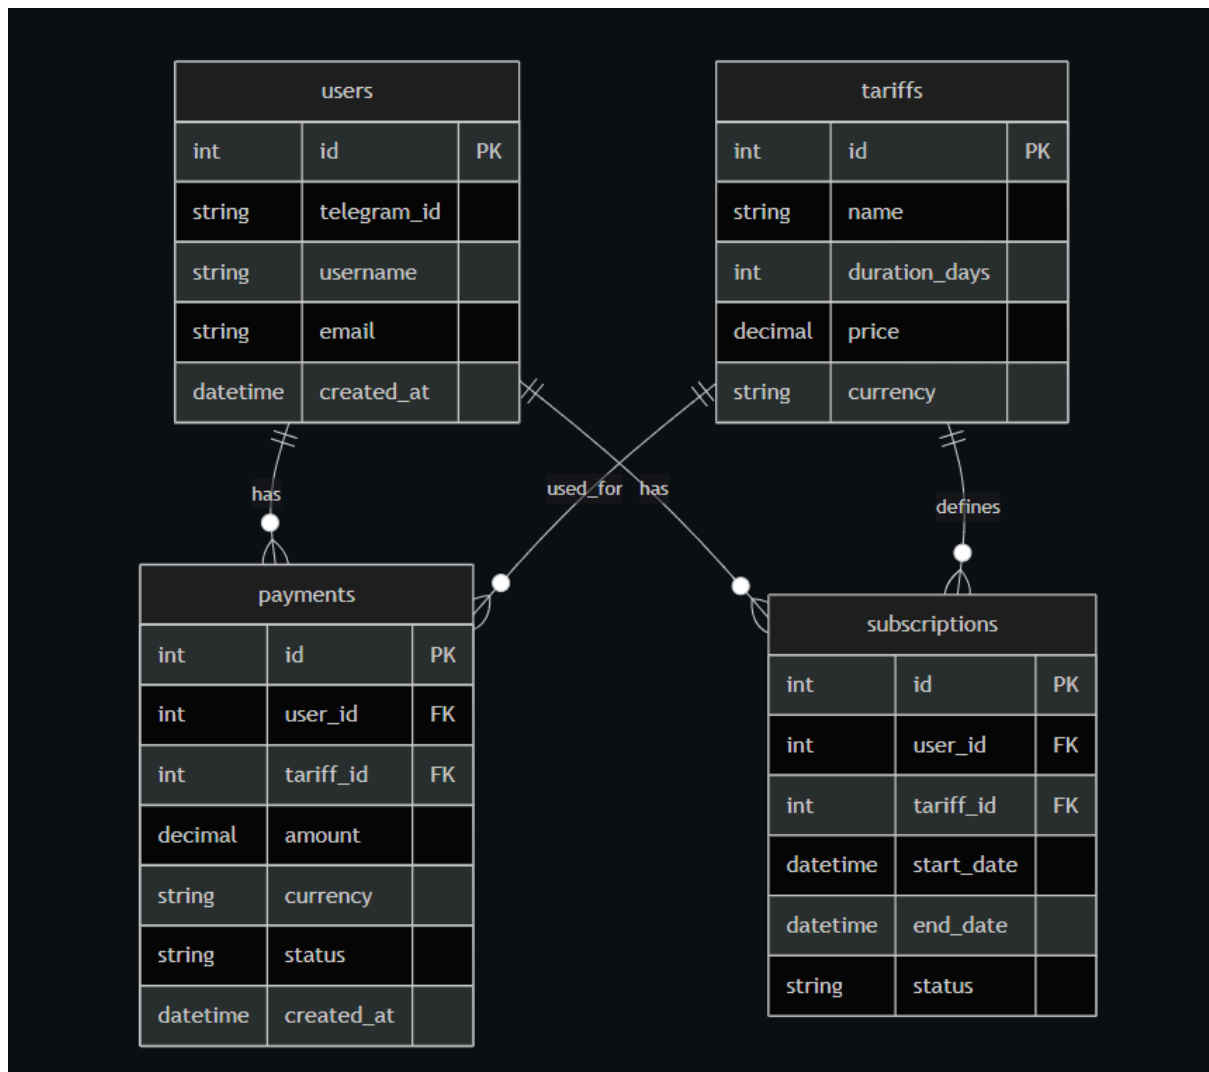 users
int id PK
string telegram_id
string username
string email
datetime created_at
tariffs
int id PK
string name
int duration_days
decimal price
string currency
has
used_for
has
defines
payments
int id PK
int user_id FK
int tariff_id FK
decimal amount
string currency
string status
datetime created_at
subscriptions
int id PK
int user_id FK
int tariff_id FK
datetime start_date
datetime end_date
string status